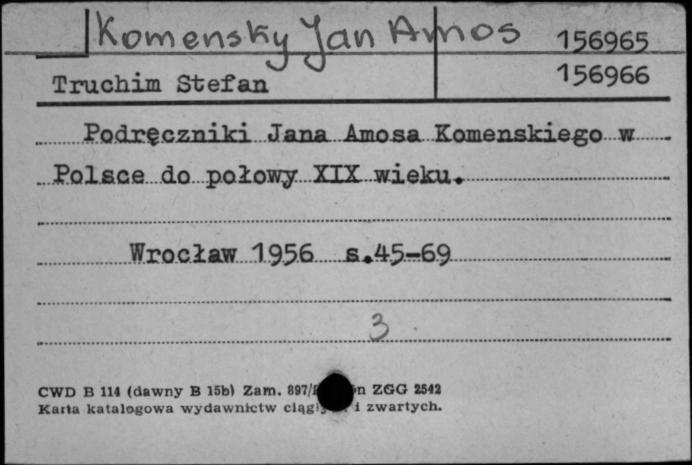 Komensky Jan Amos 156965
Truchim Stefan 156966
Podręczniki Jana Amosa Komenskiego w
Polsce do połowy XIX wieku.
Wrocław 1956 s.45-69
3
CWD B 114 (dawny B 15b) Zam. 897/ ZGG 2542
Karta katalogowa wydawnictw i zwartych.